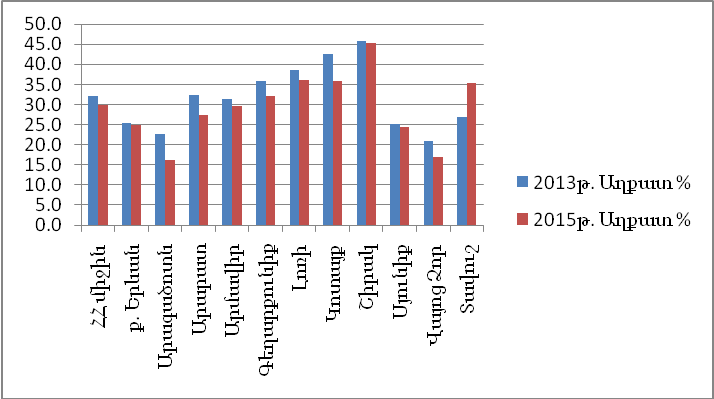 50.0
45.0
40.0
35.0
30.0
25.0
20.0
15.0
10.0
5.0
0.0
ՀՀ միջին
ք. Երևան
Արագածոտն
Արարատ
Արմավիր
Գեղարքունիք
Լոռի
Կոտայք
Շիրակ
Սյունիք
Վայոց Ձոր
Տավուշ
2013թ. Աղքատ %
2015թ. Աղքատ %